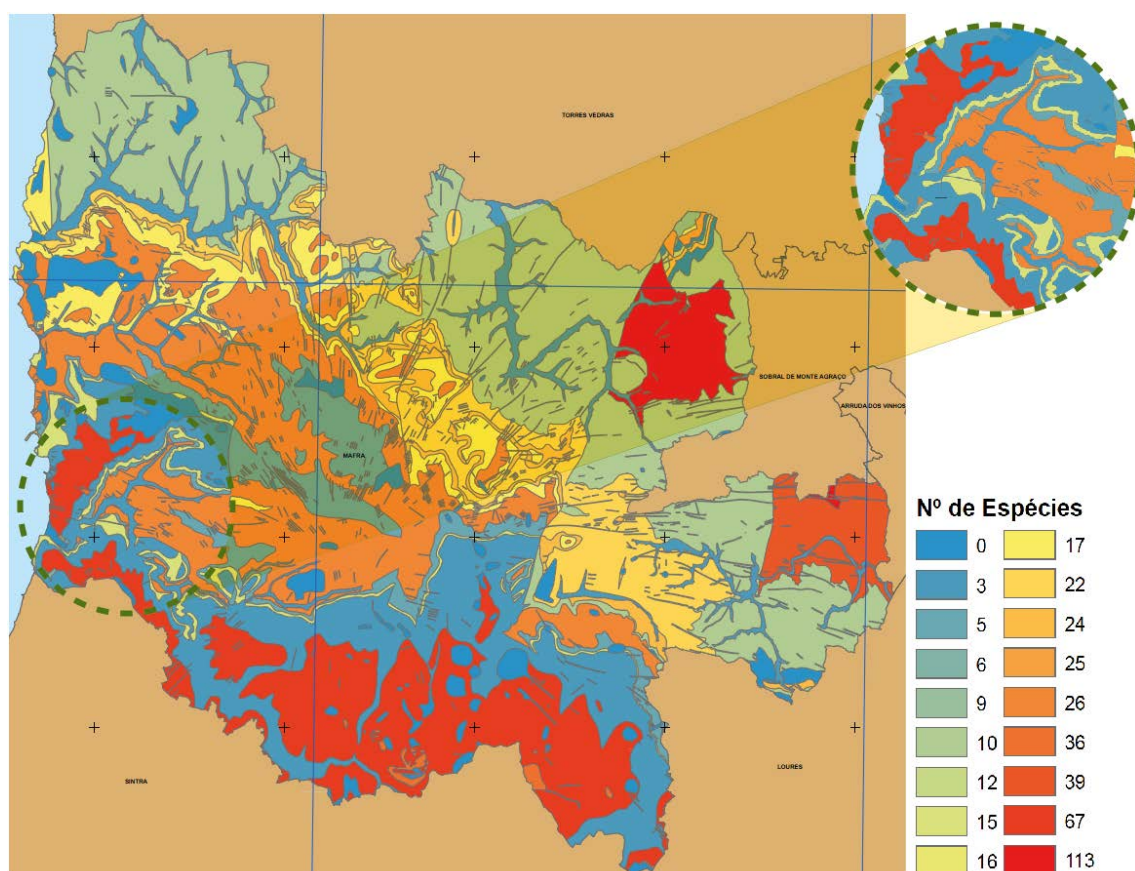 TORRES VEDRAS
SOBRAL DE MONTE AGRAÇO
ARRUDA DOS VINHOS
MAFRA
SINTRA
LOURES
Nº de Espécies
0 17
3 22
5 24
6 25
9 26
10 36
12 39
15 67
16 113